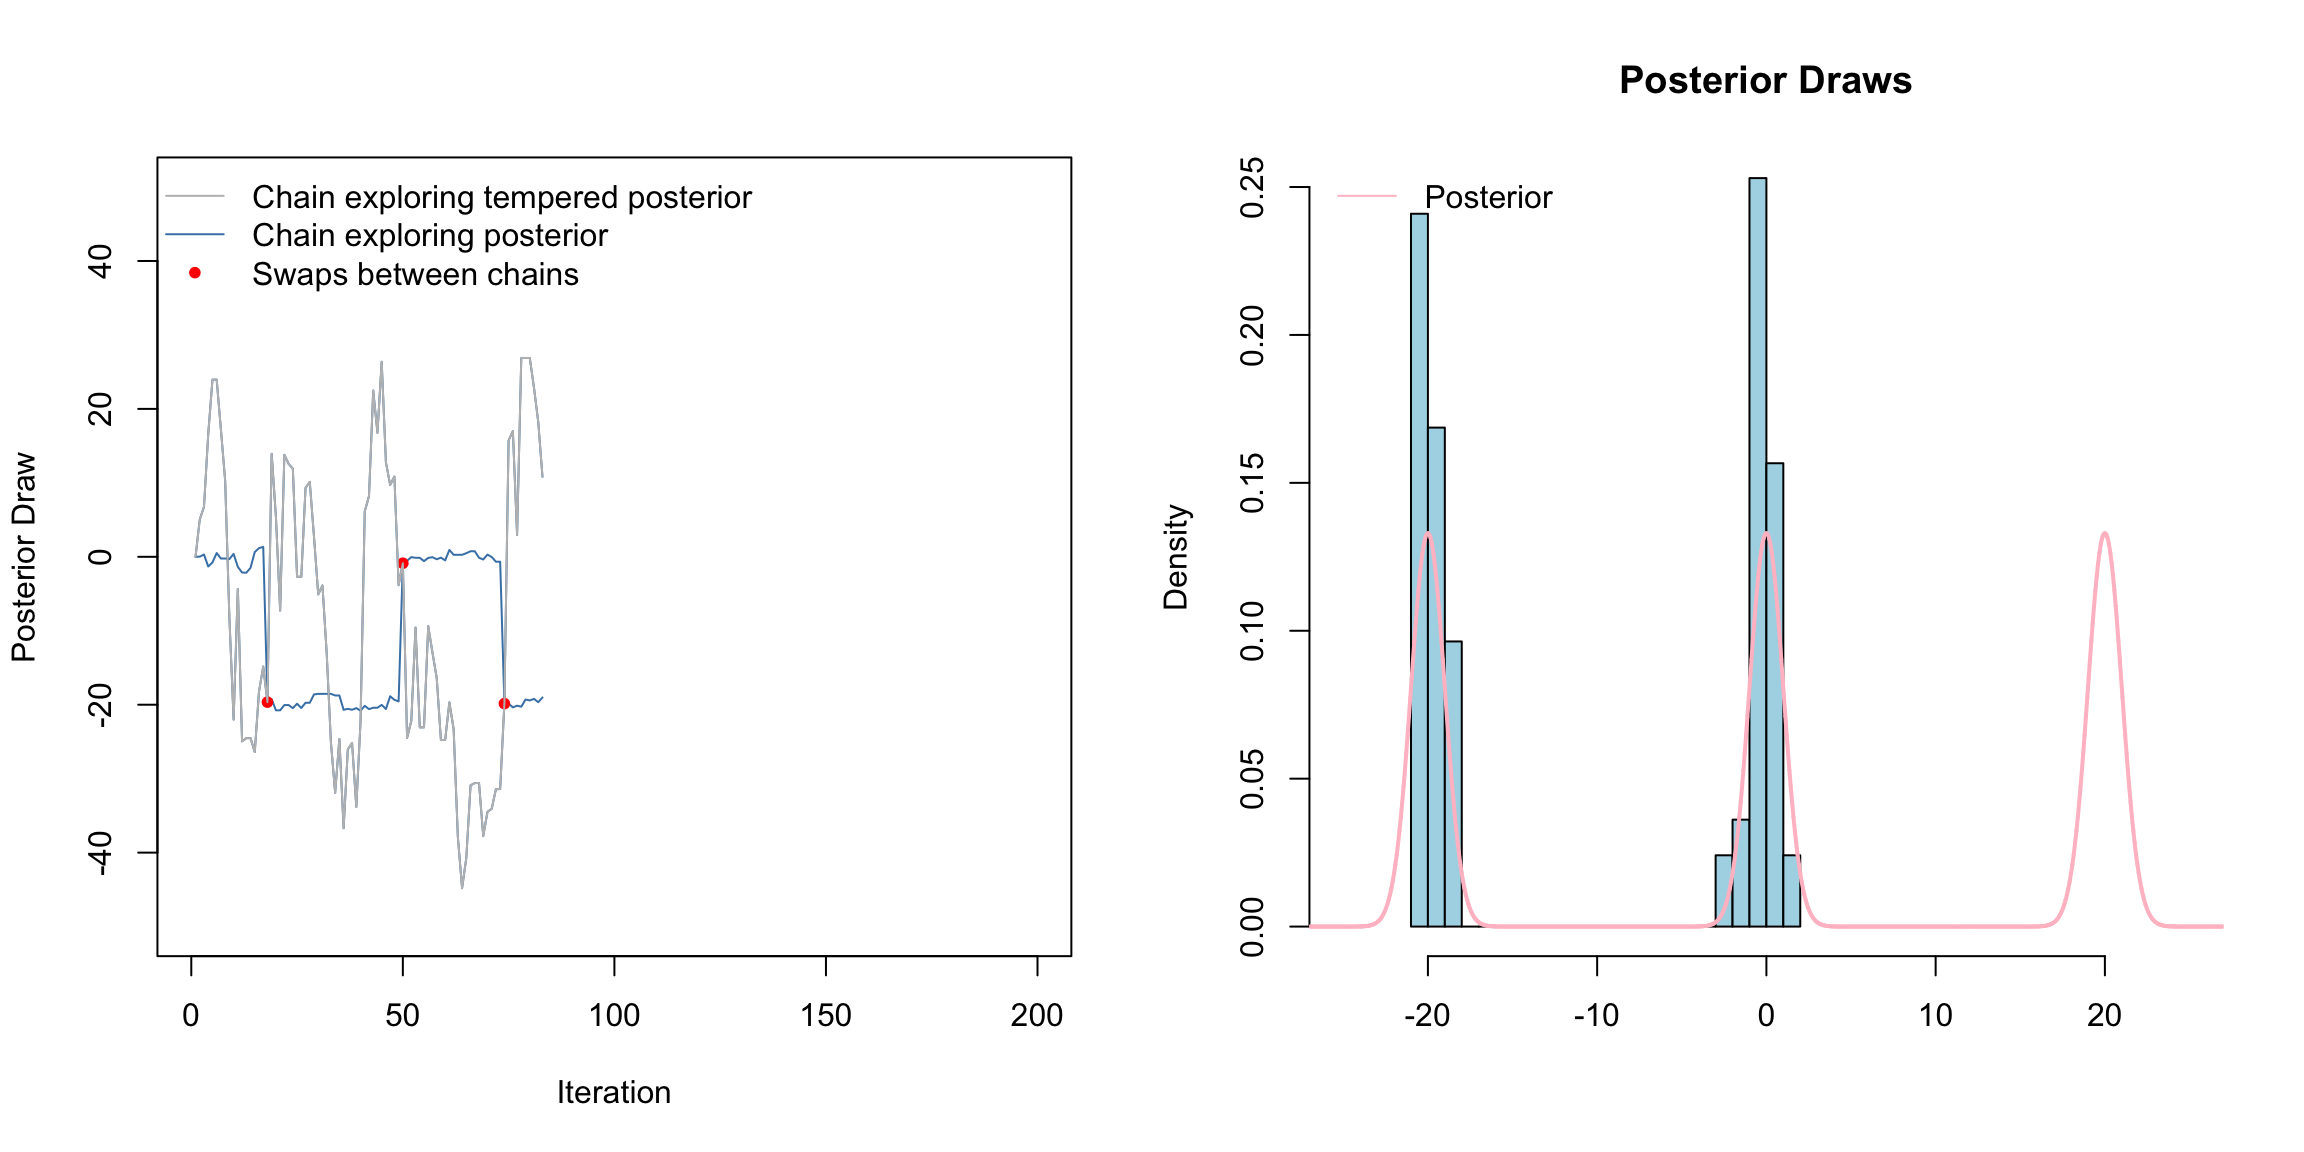 Chain exploring tempered posterior
Chain exploring posterior
Swaps between chains
Posterior Draw
40
20
0
-20
-40
0 50 100 150 200
Iteration
Posterior Draws
Posterior
Density
0.25
0.20
0.15
0.10
0.05
0.00
-20 -10 0 10 20